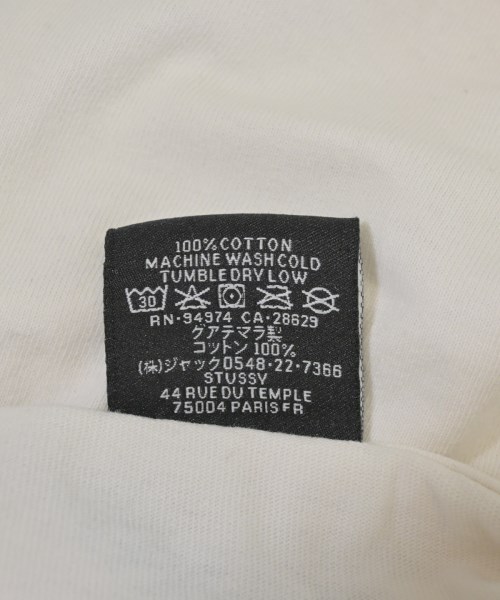 100% COTTON
MACHINE WASH COLD
TUMBLE DRY LOW
30
RN·94974 CA·28629
グアテマラ製
コットン 100%
(株)ジャック0548·22·7366
STUSSY
44 RUE DU TEMPLE
75004 PARIS FR